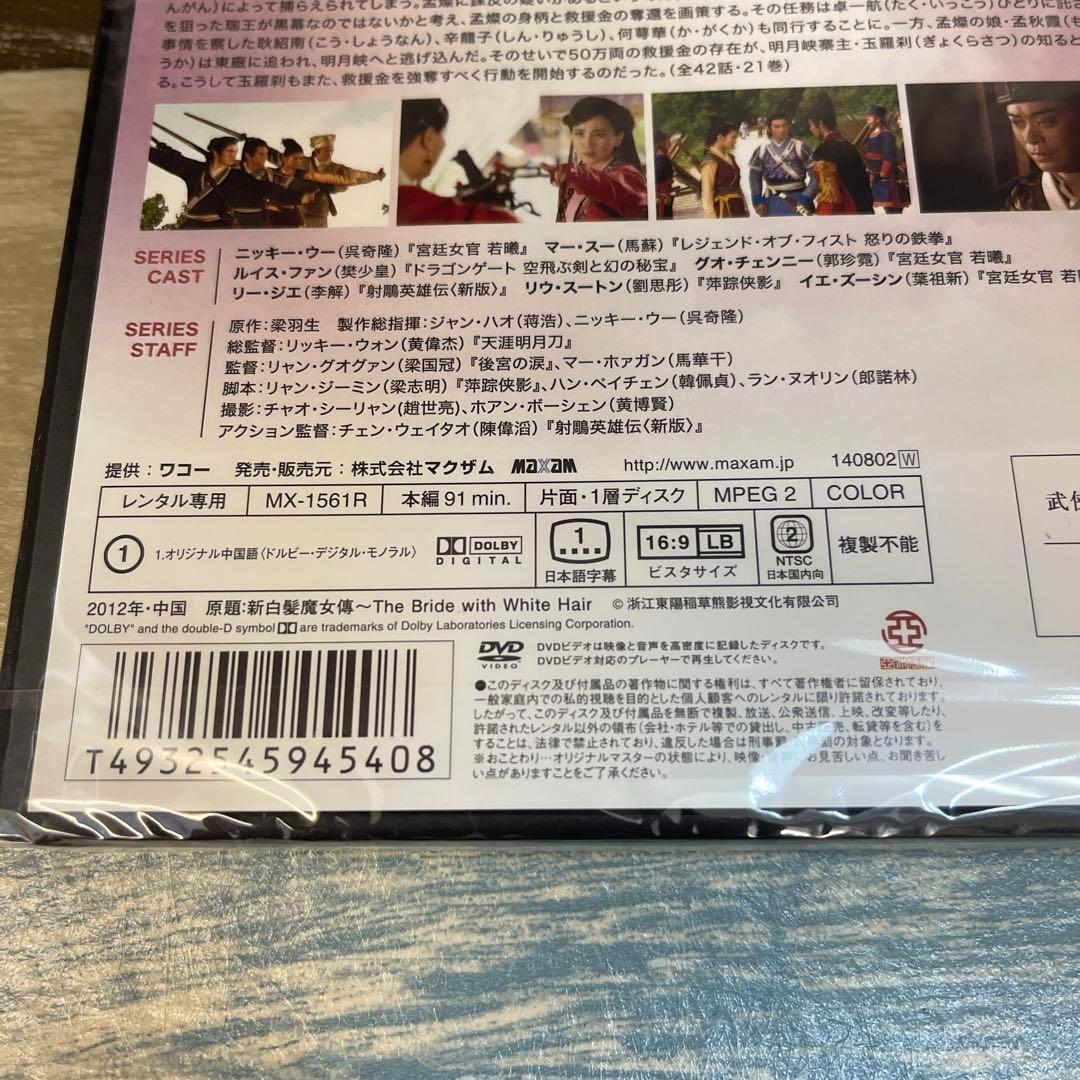 んがん)によって捕らえられてしまう。孟燦に謀反の疑いがあるという
を狙った瑞王が黒幕なのではないかと考え、孟燦の身柄と救援金の奪還を画策する。その任務は卓一航(たく・いっこう)ひとりに託
事情を察した耿紹南(こう・しょうなん)、辛龍子(しん・りゅうし)、何萼華(か・がくか)も同行することに。一方、孟燦の娘・孟秋霞(も
うか)は東廠に追われ、明月峡へと逃げ込んだ。そのせいで50万両の救援金の存在が、明月峡寨主・玉羅刹(ぎょくらさつ)の知ると
る。こうして玉羅刹もまた、救援金を強奪すべく行動を開始するのだった。(全42話・21巻)
SERIES CAST
ニッキー・ウー(呉奇隆)『宮廷女官 若曦』 マー・スー(馬蘇)『レジェンド・オブ・フィスト 怒りの鉄拳』
ルイス・ファン(樊少皇)『ドラゴンゲート 空飛ぶ剣と幻の秘宝』 グオ・チェンニー(郭珍霓)『宮廷女官 若曦』
リー・ジエ(李解)『射鵰英雄伝〈新版〉』 リウ・スートン(劉思彤)『萍踪侠影』 イエ・ズーシン(葉祖新)『宮廷女官 若
SERIES STAFF
原作:梁羽生 製作総指揮:ジャン・ハオ(蒋浩)、ニッキー・ウー(呉奇隆)
総監督:リッキー・ウォン(黄偉杰)『天涯明月刀』
監督:リャン・グオグァン(梁国冠)『後宮の涙』、マー・ホァガン(馬華干)
脚本:リャン・ジーミン(梁志明)『萍踪侠影』、ハン・ペイチェン(韓佩貞)、ラン・ヌオリン(郎諾林)
撮影:チャオ・シーリャン(趙世亮)、ホアン・ボーシェン(黄博賢)
アクション監督:チェン・ウェイタオ(陳偉滔)『射鵰英雄伝〈新版〉』
提供:ワコー 発売・販売元:株式会社マクザム MAXAM http://www.maxam.jp 140802 W
レンタル専用 MX-1561R 本編 91 min. 片面・1層ディスク MPEG 2 COLOR
1 1.オリジナル中国語〈ドルビー・デジタル・モノラル〉 DOLBY DIGITAL 1 日本語字幕 16:9 LB ビスタサイズ 2 NTSC 日本国内向 複製不能
武侠
2012年・中国 原題:新白髪魔女傳～The Bride with White Hair © 浙江東陽稲草熊影視文化有限公司
"DOLBY" and the double-D symbol are trademarks of Dolby Laboratories Licensing Corporation.
DVD VIDEO
DVDビデオは映像と音声を高密度に記録したディスクです。
DVDビデオ対応のプレーヤーで再生してください。
●このディスク及び付属品の著作物に関する権利は、すべて著作権者に留保されており、
一般家庭内での私的視聴を目的とした個人顧客へのレンタルに限り許諾されております。
したがって、このディスク及び付属品を無断で複製、放送、公衆送信、上映、改変等したり、
許諾されたレンタル以外の領布(会社・ホテル等での貸出し、中古 売、転貸等を含む)を
することは、法律で禁止されており、違反した場合は刑事 の対象となります。
※おことわり…オリジナルマスターの状態により、映像・ お見苦しい点、お聞き苦し
い点がありますことをご了承ください。
T4932545945408